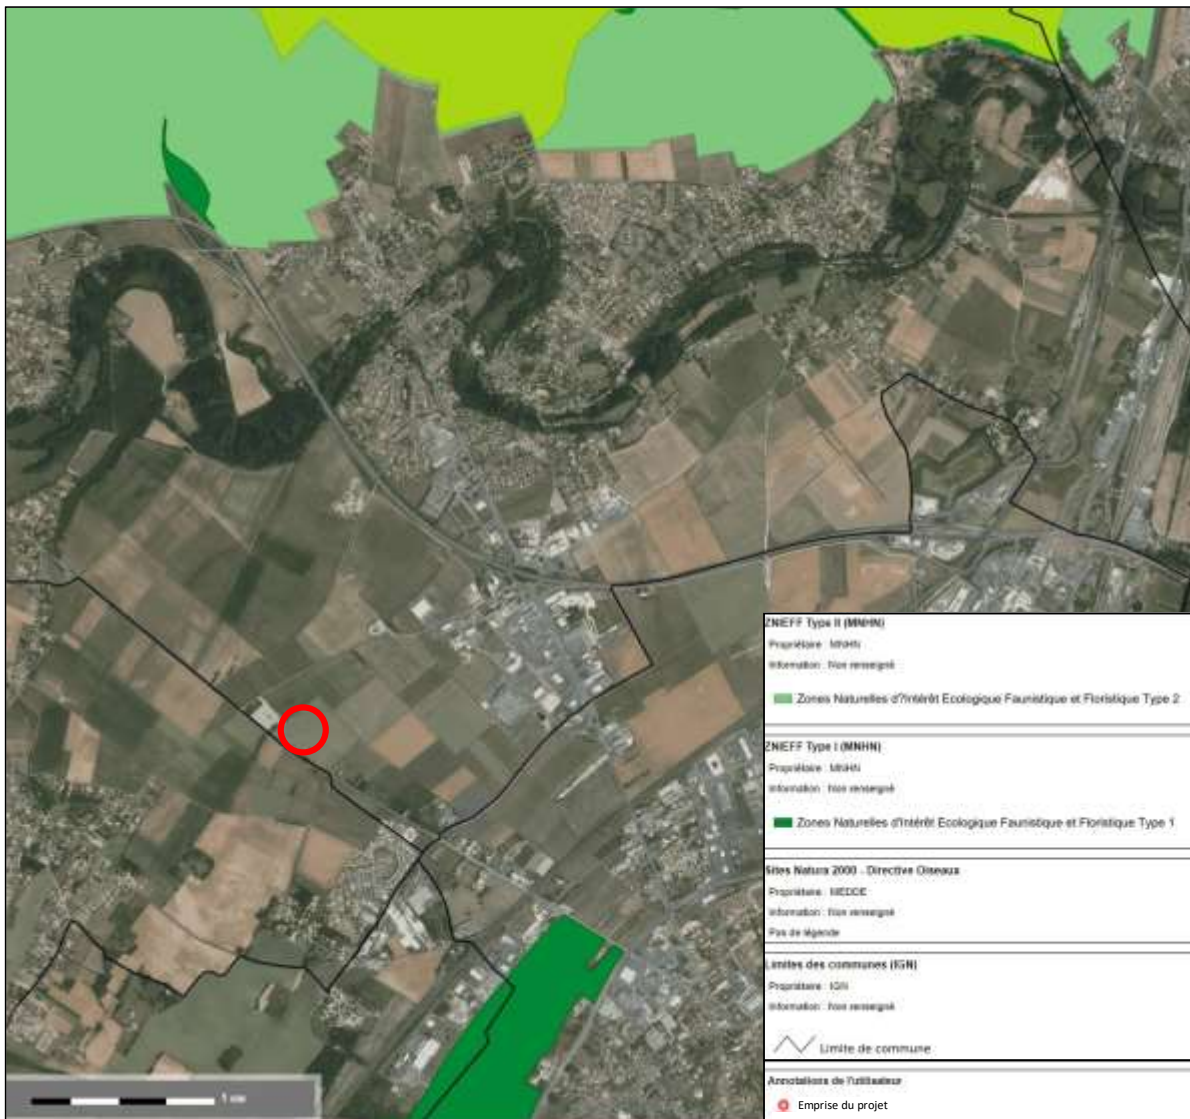 ZNIEFF Type II (MNHN)
Propriétaire : MNHN
Information : Non renseigné
Zones Naturelles d?Intérêt Ecologique Faunistique et Floristique Type 2
ZNIEFF Type I (MNHN)
Propriétaire : MNHN
Information : Non renseigné
Zones Naturelles d'Intérêt Ecologique Faunistique et Floristique Type 1
Sites Natura 2000 - Directive Oiseaux
Propriétaire : MEDDE
Information : Non renseigné
Pas de légende
Limites des communes (IGN)
Propriétaire : IGN
Information : Non renseigné
Limite de commune
Annotations de l'utilisateur
Emprise du projet
1 km